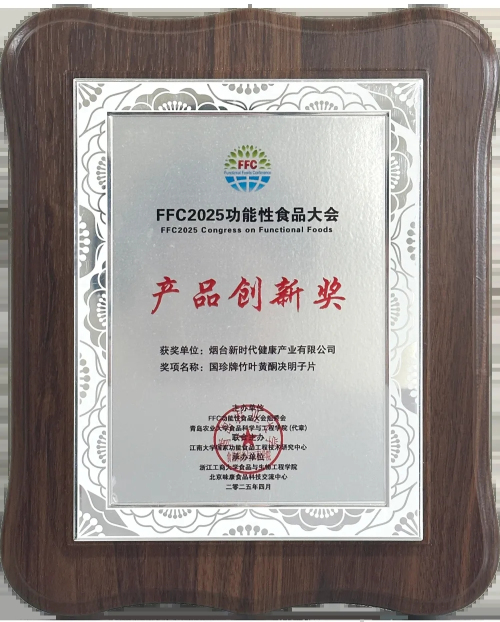 FFC
FFC2025功能性食品大会
FFC2025 Congress on Functional Foods
产品创新奖
获奖单位：烟台新时代健康产业有限公司
奖项名称：国珍牌竹叶黄酮决明子片
主办单位
FFC功能性食品大会组委会
青岛农业大学食品科学与工程学院(代章)
联合主办
江南大学国家功能食品工程技术研究中心
承办单位
浙江工商大学食品与生物工程学院
北京味康食品科技交流中心
二零二五年四月